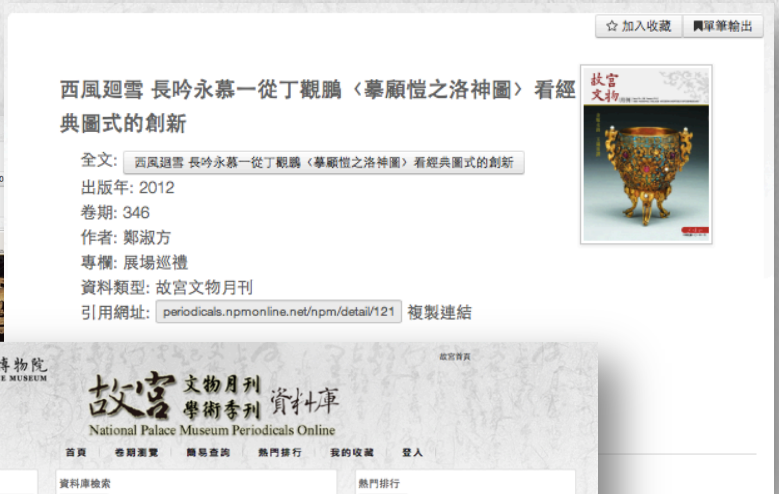 ☆ 加入收藏 單筆輸出
西風廻雪 長吟永慕一從丁觀鵬〈摹顧愷之洛神圖〉看經
典圖式的創新
故宮
文物
全文: 西風廻雪 長吟永慕一從丁觀鵬〈摹顧愷之洛神圖〉看經典圖式的創新
出版年: 2012
卷期: 346
作者: 鄭淑方
專欄: 展場巡禮
資料類型: 故宮文物月刊
引用網址: periodicals.npmonline.net/npm/detail/121 複製連結
博物院
E MUSEUM
故宮首頁
故宮 文物月刊 學術季刊 資料庫
National Palace Museum Periodicals Online
首頁 卷期瀏覽 簡易查詢 熱門排行 我的收藏 登入
資料庫檢索 熱門排行